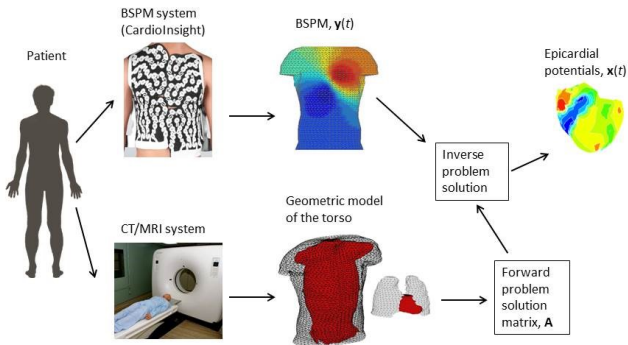 Patient
BSPM system
(CardioInsight)
BSPM, y(t)
Epicardial
potentials, x(t)
Inverse
problem
solution
CT/MRI system
Geometric model
of the torso
Forward
problem
solution
matrix, A